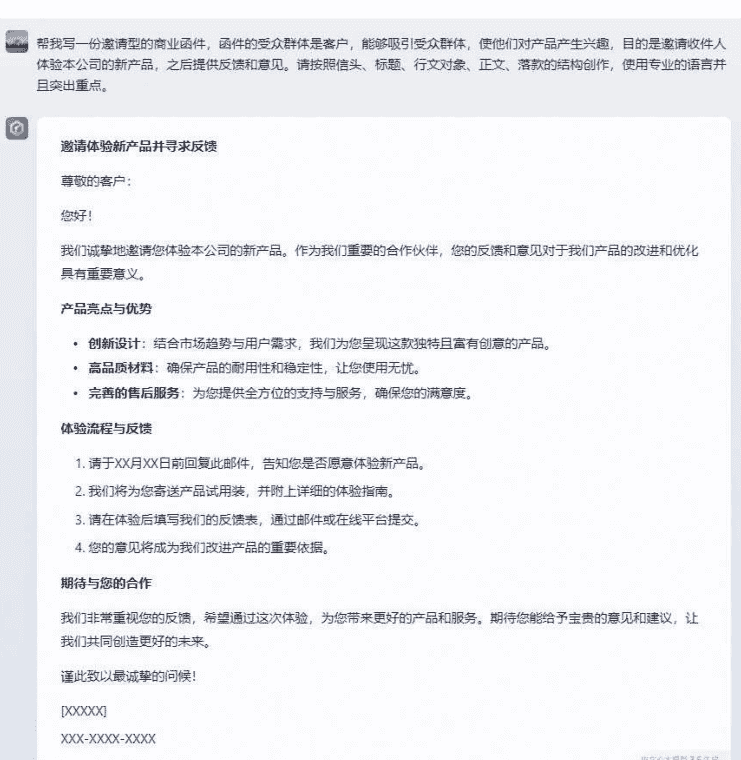 帮我写一份邀请型的商业函件，函件的受众群体是客户，能够吸引受众群体，使他们对产品产生兴趣，目的是邀请收件人
体验本公司的新产品，之后提供反馈和意见。请按照信头、标题、行文对象、正文、落款的结构创作，使用专业的语言并
且突出重点。
邀请体验新产品并寻求反馈
尊敬的客户：
您好！
我们诚挚地邀请您体验本公司的新产品。作为我们重要的合作伙伴，您的反馈和意见对于我们产品的改进和优化
具有重要意义。
产品亮点与优势
• 创新设计：结合市场趋势与用户需求，我们为您呈现这款独特且富有创意的产品。
• 高品质材料：确保产品的耐用性和稳定性，让您使用无忧。
• 完善的售后服务：为您提供全方位的支持与服务，确保您的满意度。
体验流程与反馈
1. 请于XX月XX日前回复此邮件，告知您是否愿意体验新产品。
2. 我们将为您寄送产品试用装，并附上详细的体验指南。
3. 请在体验后填写我们的反馈表，通过邮件或在线平台提交。
4. 您的意见将成为我们改进产品的重要依据。
期待与您的合作
我们非常重视您的反馈，希望通过这次体验，为您带来更好的产品和服务。期待您能给予宝贵的意见和建议，让
我们共同创造更好的未来。
谨此致以最诚挚的问候！
[XXXXX]
XXX-XXXX-XXXX